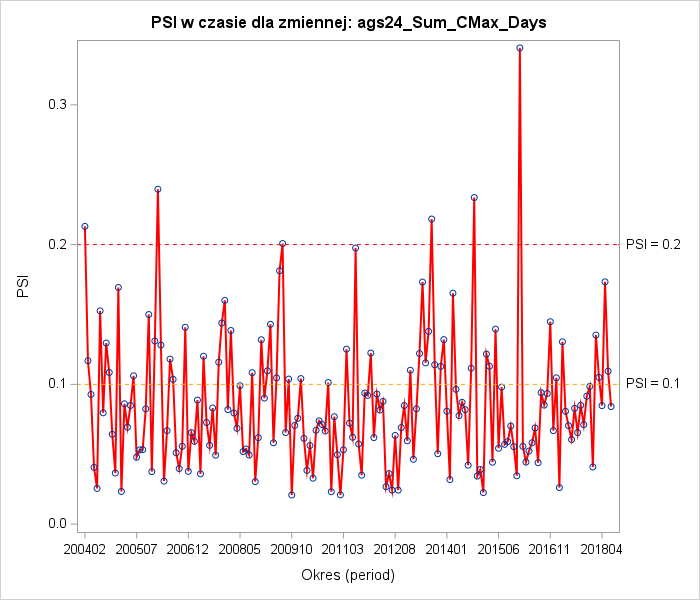 PSI w czasie dla zmiennej: ags24_Sum_CMax_Days
0.3
0.2
0.1
0.0
PSI
PSI = 0.2
PSI = 0.1
200402 200507 200612 200805 200910 201103 201208 201401 201506 201611 201804
Okres (period)